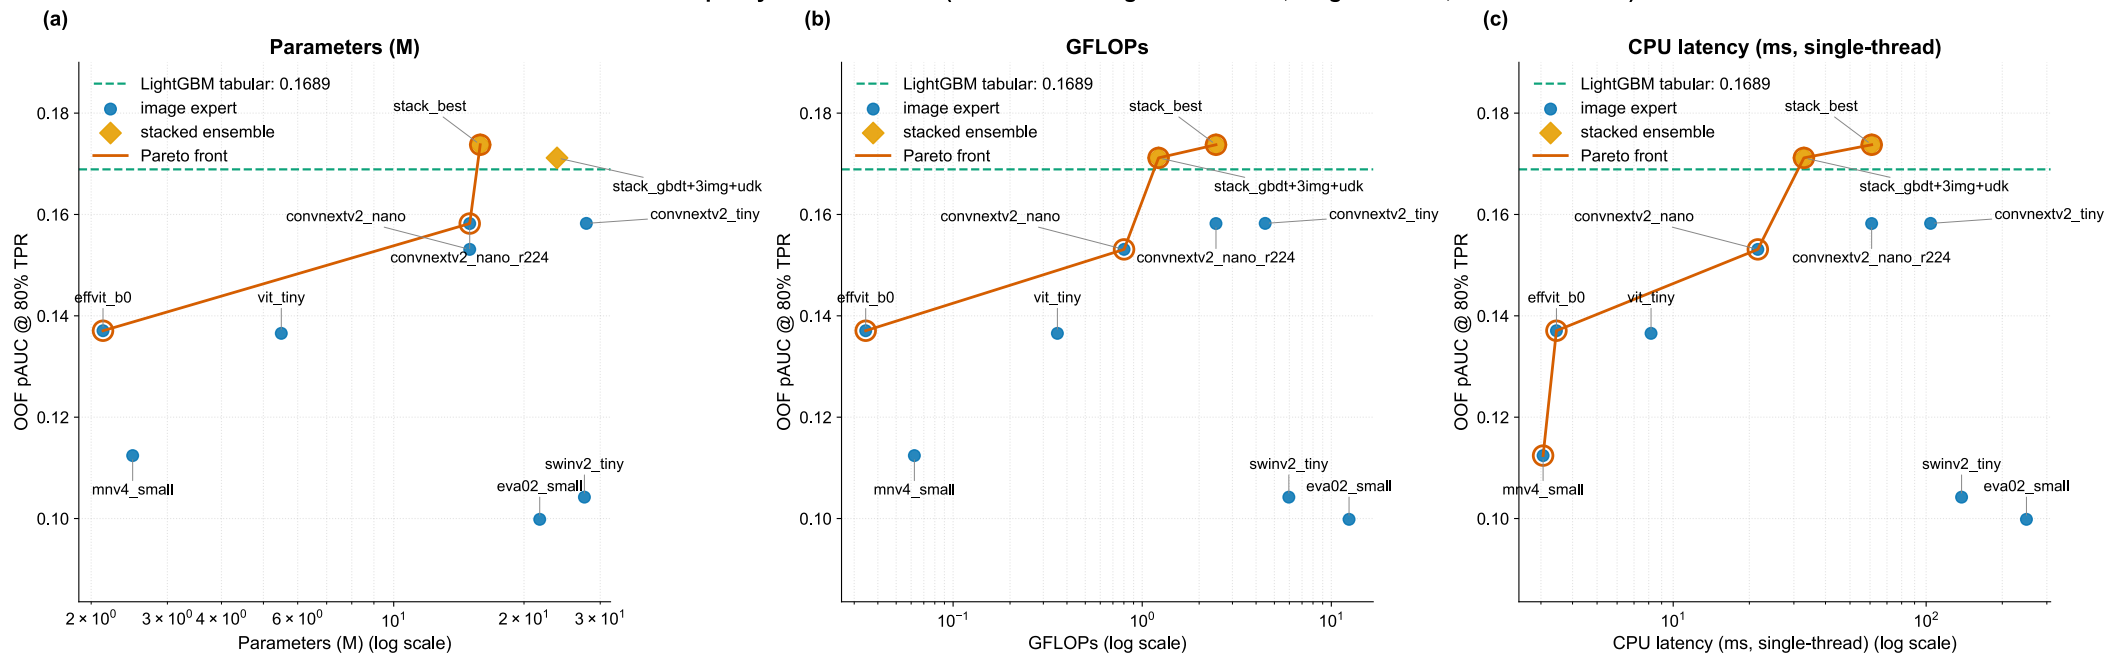 (a)
Parameters (M)
LightGBM tabular: 0.1689
image expert
stacked ensemble
Pareto front
stack_best
stack_gbdt+3img+udk
convnextv2_nano
convnextv2_tiny
convnextv2_nano_r224
effvit_b0
vit_tiny
mnv4_small
swinv2_tiny
eva02_small
OOF pAUC @ 80% TPR
0.18
0.16
0.14
0.12
0.10
2 × 10⁰ 3 × 10⁰ 4 × 10⁰ 6 × 10⁰ 10¹ 2 × 10¹ 3 × 10¹
Parameters (M) (log scale)
(b)
GFLOPs
LightGBM tabular: 0.1689
image expert
stacked ensemble
Pareto front
stack_best
stack_gbdt+3img+udk
convnextv2_nano
convnextv2_tiny
convnextv2_nano_r224
effvit_b0
vit_tiny
mnv4_small
swinv2_tiny
eva02_small
OOF pAUC @ 80% TPR
0.18
0.16
0.14
0.12
0.10
10⁻¹ 10⁰ 10¹
GFLOPs (log scale)
(c)
CPU latency (ms, single-thread)
LightGBM tabular: 0.1689
image expert
stacked ensemble
Pareto front
stack_best
stack_gbdt+3img+udk
convnextv2_nano
convnextv2_tiny
convnextv2_nano_r224
effvit_b0
vit_tiny
mnv4_small
swinv2_tiny
eva02_small
OOF pAUC @ 80% TPR
0.18
0.16
0.14
0.12
0.10
10¹ 10²
CPU latency (ms, single-thread) (log scale)